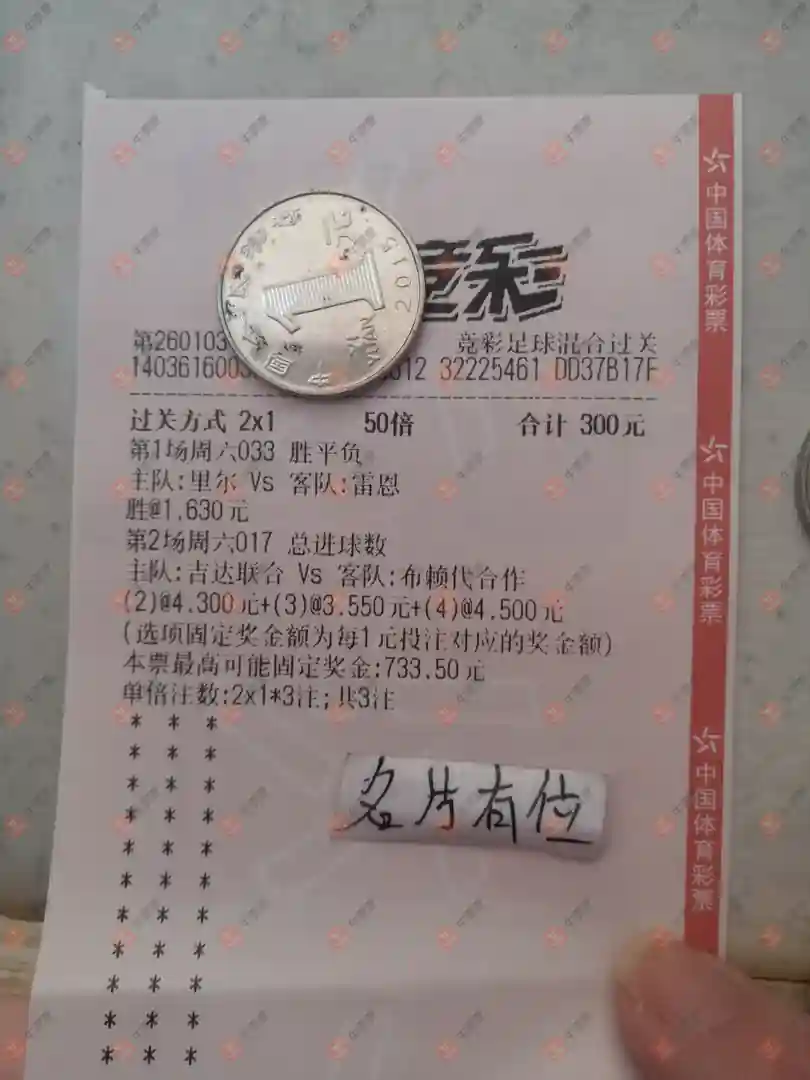 竞彩
第260103
竞彩足球混合过关
32225461 DD37B17F
过关方式 2x1 50倍 合计 300元
第1场周六033 胜平负
主队:里尔 Vs 客队:雷恩
胜@1.630元
第2场周六017 总进球数
主队:吉达联合 Vs 客队:布赖代合作
(2)@4.300元+(3)@3.550元+(4)@4.500元
(选项固定奖金额为每1元投注对应的奖金额)
本票最高可能固定奖金:733.50元
单倍注数:2x1*3注;共3注
* * *
* * *
* * *
* * *
* * *
* * *
* * *
* * *
* * *
* * *
* * *
名片有位
中国体育彩票
中国体育彩票
中国体育彩票
1
元
YUAN
2015